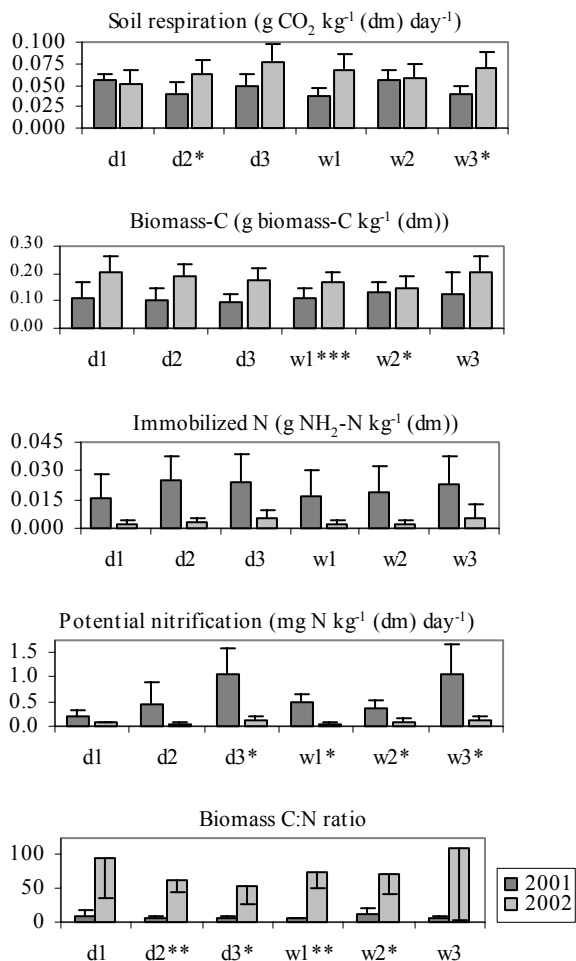 Soil respiration (g CO₂ kg⁻¹ (dm) day⁻¹)
0.100
0.075
0.050
0.025
0.000
d1 d2* d3 w1 w2 w3*
Biomass-C (g biomass-C kg⁻¹ (dm))
0.30
0.20
0.10
0.00
d1 d2 d3 w1*** w2* w3
Immobilized N (g NH₂-N kg⁻¹ (dm))
0.045
0.030
0.015
0.000
d1 d2 d3 w1 w2 w3
Potential nitrification (mg N kg⁻¹ (dm) day⁻¹)
1.5
1.0
0.5
0.0
d1 d2 d3* w1* w2* w3*
Biomass C:N ratio
100
50
0
d1 d2** d3* w1** w2* w3
2001
2002